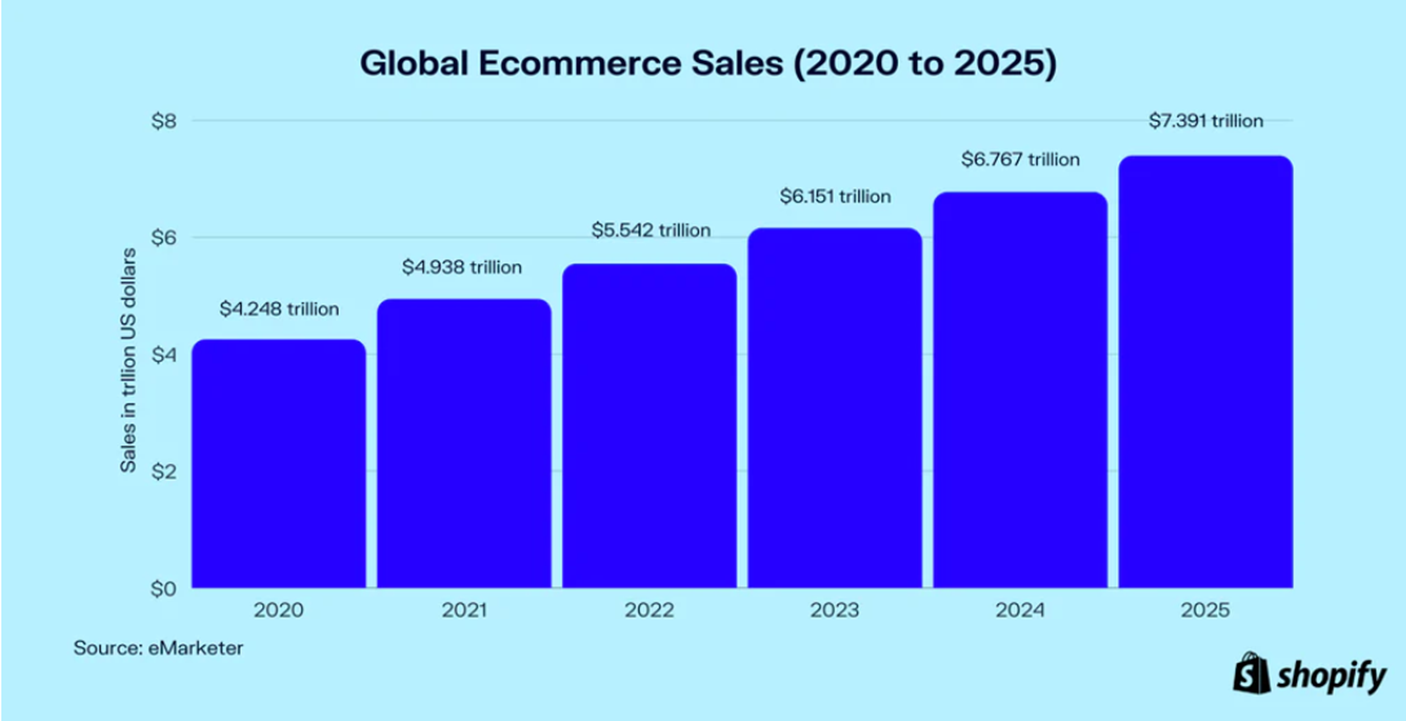 Global Ecommerce Sales (2020 to 2025)
Sales in trllion US dollars
$8
$6
$4
$2
$0
$4.248 trillion
$4.938 trillion
$5.542 trillion
$6.151 trillion
$6.767 trillion
$7.391 trillion
2020 2021 2022 2023 2024 2025
Source: eMarketer
shopify